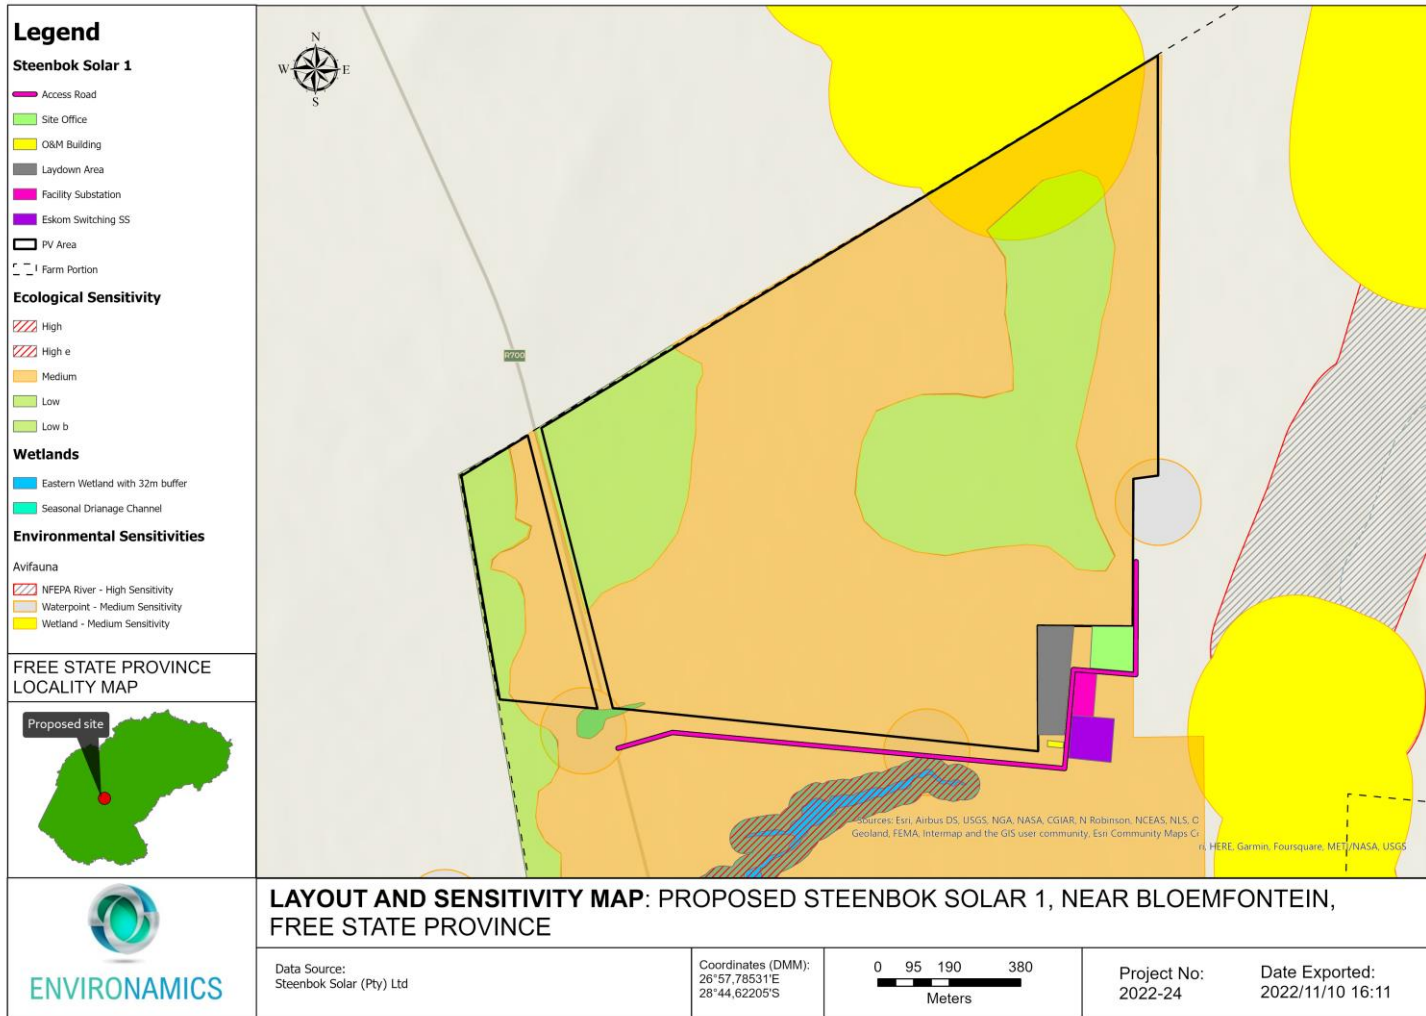 Legend
Steenbok Solar 1
Access Road
Site Office
O&M Building
Laydown Area
Facility Substation
Eskom Switching SS
PV Area
Farm Portion
Ecological Sensitivity
High
High e
Medium
Low
Low b
Wetlands
Eastern Wetland with 32m buffer
Seasonal Drianage Channel
Environmental Sensitivities
Avifauna
NFEPA River - High Sensitivity
Waterpoint - Medium Sensitivity
Wetland - Medium Sensitivity
FREE STATE PROVINCE
LOCALITY MAP
Proposed site
ENVIRONAMICS
N
W E
S
R700
Sources: Esri, Airbus DS, USGS, NGA, NASA, CGIAR, N Robinson, NCEAS, NLS, O
Geoland, FEMA, Intermap and the GIS user community, Esri Community Maps C
ri, HERE, Garmin, Foursquare, METI/NASA, USGS
LAYOUT AND SENSITIVITY MAP: PROPOSED STEENBOK SOLAR 1, NEAR BLOEMFONTEIN,
FREE STATE PROVINCE
Data Source:
Steenbok Solar (Pty) Ltd
Coordinates (DMM):
26°57,78531'E
28°44,62205'S
0 95 190 380
Meters
Project No:
2022-24
Date Exported:
2022/11/10 16:11